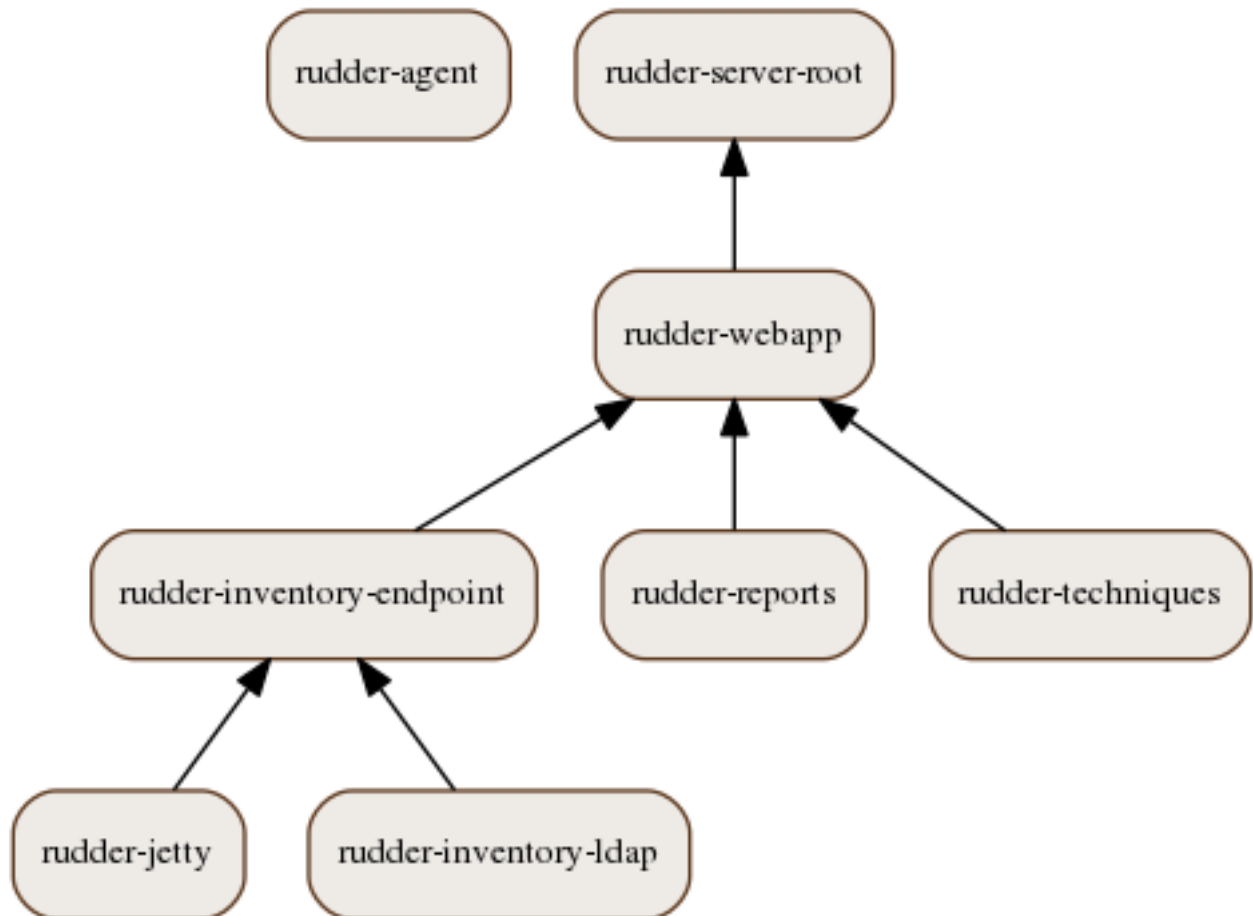 rudder-agent
rudder-server-root
rudder-webapp
rudder-inventory-endpoint
rudder-reports
rudder-techniques
rudder-jetty
rudder-inventory-ldap